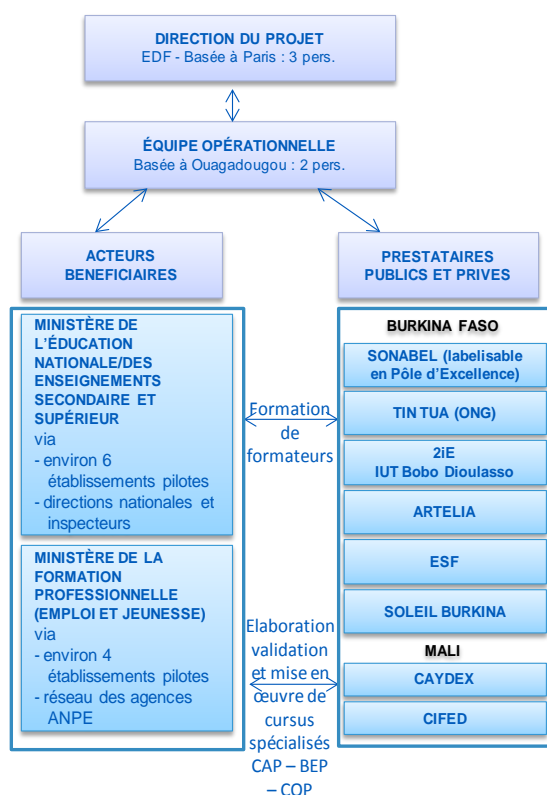 DIRECTION DU PROJET
EDF - Basée à Paris : 3 pers.
ÉQUIPE OPÉRATIONNELLE
Basée à Ouagadougou : 2 pers.
ACTEURS
BENEFICIAIRES
PRESTATAIRES
PUBLICS ET PRIVES
MINISTÈRE DE
L'ÉDUCATION
NATIONALE/DES
ENSEIGNEMENTS
SECONDAIRE ET
SUPÉRIEUR
via
- environ 6
établissements pilotes
- directions nationales et
inspecteurs
MINISTÈRE DE LA
FORMATION
PROFESSIONNELLE
(EMPLOI ET JEUNESSE)
via
- environ 4
établissements pilotes
- réseau des agences
ANPE
Formation
de
formateurs
Elaboration
validation
et mise en
œuvre de
cursus
spécialisés
CAP – BEP
– CQP
BURKINA FASO
SONABEL (labelisable
en Pôle d'Excellence)
TIN TUA (ONG)
2iE
IUT Bobo Dioulasso
ARTELIA
ESF
SOLEIL BURKINA
MALI
CAYDEX
CIFED